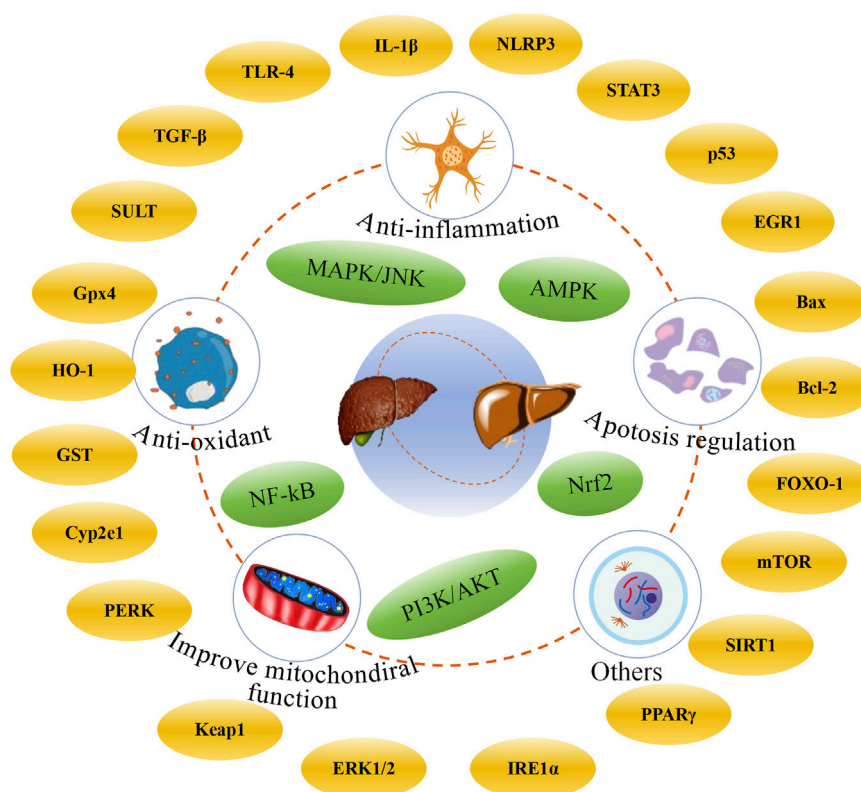 IL-1β
NLRP3
TLR-4
STAT3
TGF-β
p53
SULT
EGR1
Anti-inflammation
MAPK/JNK
AMPK
Gpx4
Bax
HO-1
Bcl-2
Anti-oxidant
Apotosis regulation
GST
FOXO-1
NF-kB
Nrf2
Cyp2e1
mTOR
PI3K/AKT
PERK
SIRT1
Improve mitochondiral
function
Others
PPARγ
Keap1
ERK1/2
IRE1α